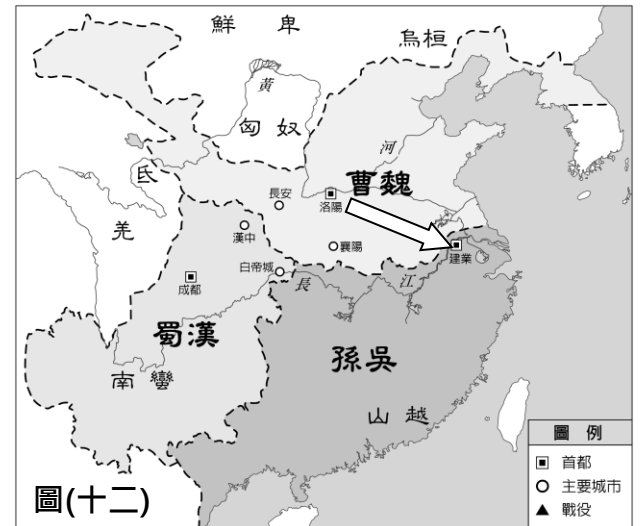 鮮卑
烏桓
黃
匈奴
河
氐
曹魏
長安
洛陽
羌
漢中
襄陽
建業
白帝城
長
江
成都
蜀漢
孫吳
南蠻
山越
圖例
首都
主要城市
戰役
圖(十二)